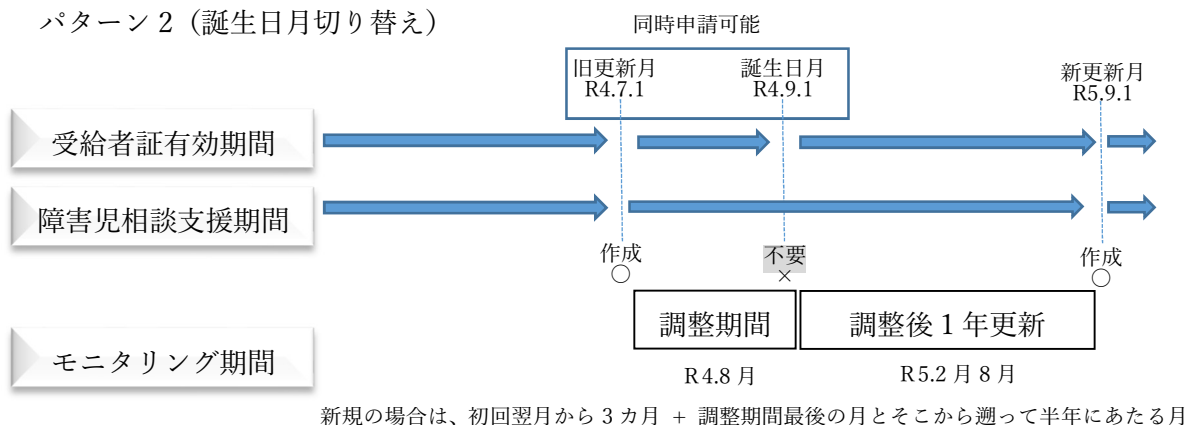 パターン２（誕生日月切り替え）
同時申請可能
旧更新月
R4.7.1
誕生日月
R4.9.1
新更新月
R5.9.1
受給者証有効期間
障害児相談支援期間
作成
○
不要
×
作成
○
調整期間
調整後１年更新
モニタリング期間
R4.8 月
R5.2 月 8 月
新規の場合は、初回翌月から 3 カ月 + 調整期間最後の月とそこから遡って半年にあたる月